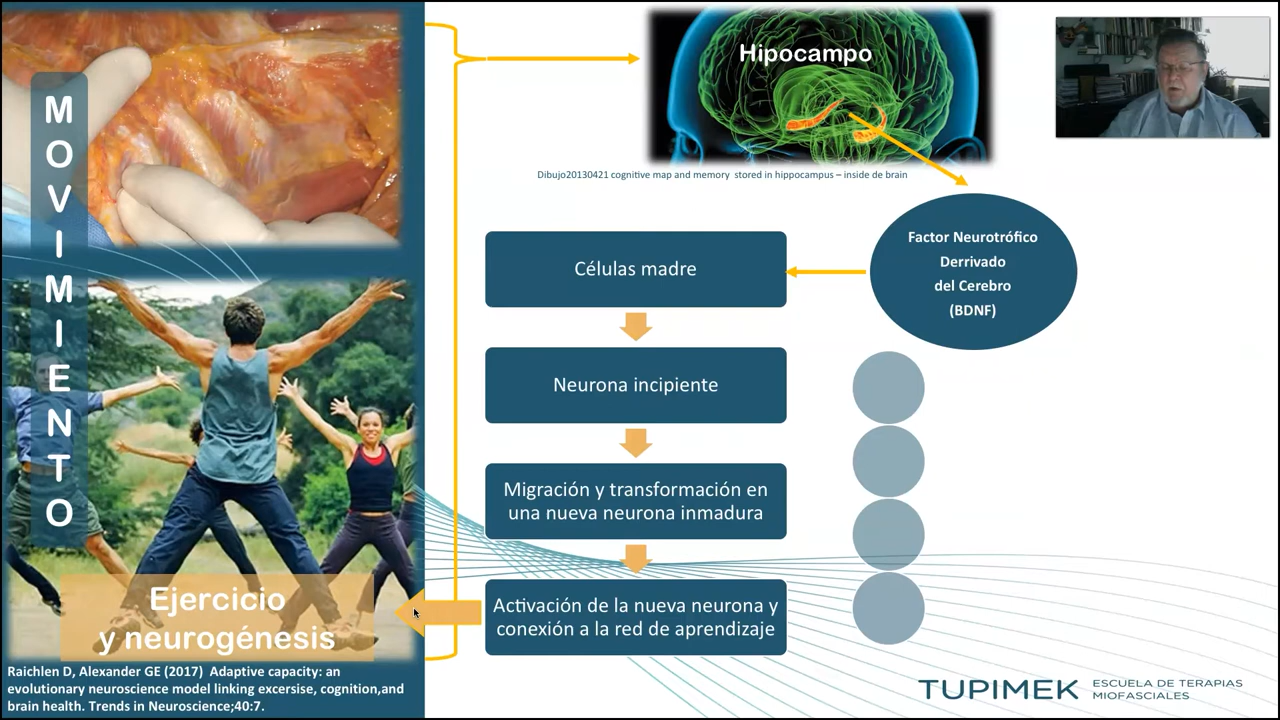 MOVIMIENTO
Hipocampo
Dibujo20130421 cognitive map and memory stored in hippocampus – inside de brain
Factor Neurotrófico
Derrivado
del Cerebro
(BDNF)
Células madre
Neurona incipiente
Migración y transformación en
una nueva neurona inmadura
Activación de la nueva neurona y
conexión a la red de aprendizaje
Ejercicio
y neurogénesis
Raichlen D, Alexander GE (2017) Adaptive capacity: an
evolutionary neuroscience model linking excersise, cognition,and
brain health. Trends in Neuroscience;40:7.
TUPIMEK
ESCUELA DE TERAPIAS
MIOFASCIALES